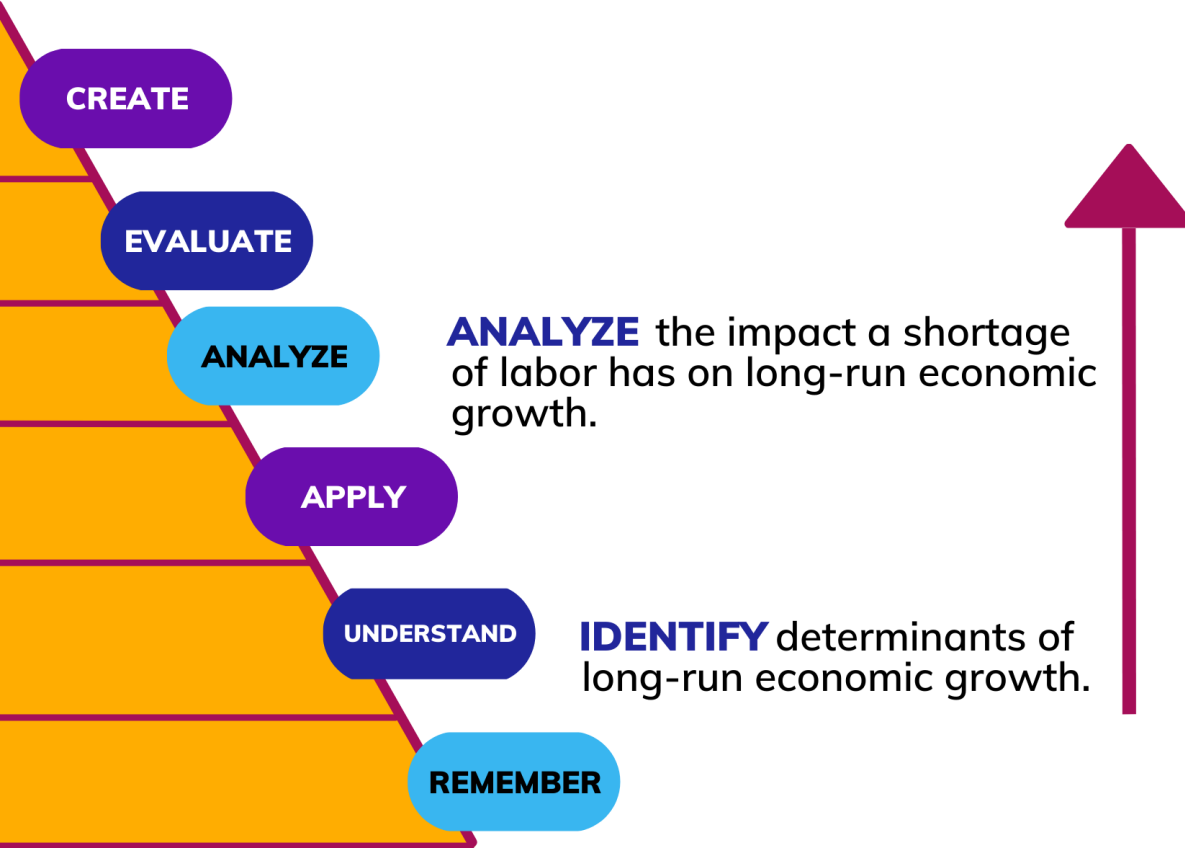 CREATE
EVALUATE
ANALYZE
ANALYZE the impact a shortage
of labor has on long-run economic
growth.
APPLY
UNDERSTAND
IDENTIFY determinants of
long-run economic growth.
REMEMBER